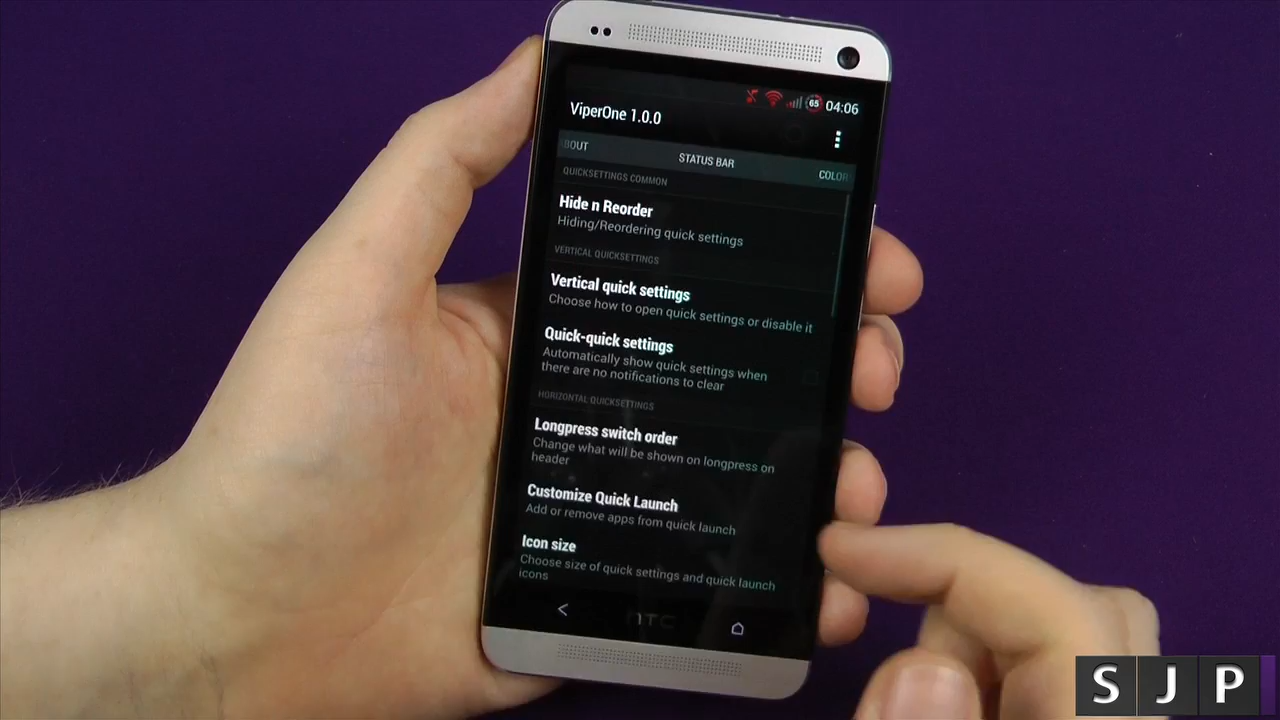 65 04:06
ViperOne 1.0.0
BOUT STATUS BAR COLOR
QUICKSETTINGS COMMON
Hide n Reorder
Hiding/Reordering quick settings
VERTICAL QUICKSETTINGS
Vertical quick settings
Choose how to open quick settings or disable it
Quick-quick settings
Automatically show quick settings when
there are no notifications to clear
HORIZONTAL QUICKSETTINGS
Longpress switch order
Change what will be shown on longpress on
header
Customize Quick Launch
Add or remove apps from quick launch
Icon size
Choose size of quick settings and quick launch
icons
hTC
SJP